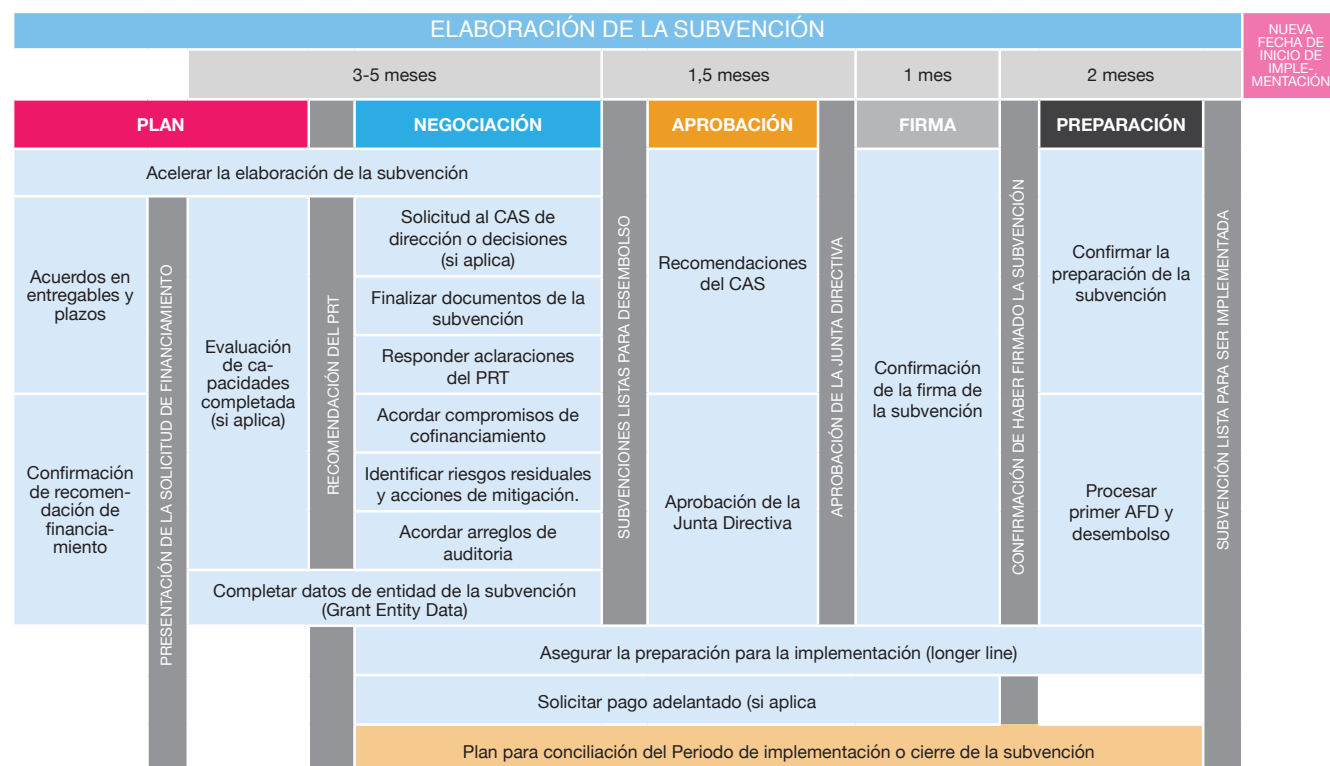 ELABORACIÓN DE LA SUBVENCIÓN
NUEVA
FECHA DE
INICIO DE
IMPLE-
MENTACIÓN
3-5 meses
1,5 meses
1 mes
2 meses
PLAN
NEGOCIACIÓN
APROBACIÓN
FIRMA
PREPARACIÓN
Acelerar la elaboración de la subvención
Acuerdos en
entregables y
plazos
Confirmación
de recomen-
dación de
financia-
miento
PRESENTACIÓN DE LA SOLICITUD DE FINANCIAMIENTO
Evaluación
de ca-
pacidades
completada
(si aplica)
RECOMENDACIÓN DEL PRT
Solicitud al CAS de
dirección o decisiones
(si aplica)
Finalizar documentos de la
subvención
Responder aclaraciones
del PRT
Acordar compromisos de
cofinanciamiento
Identificar riesgos residuales
y acciones de mitigación.
Acordar arreglos de
auditoria
Completar datos de entidad de la subvención
(Grant Entity Data)
SUBVENCIONES LISTAS PARA DESEMBOLSO
Recomendaciones
del CAS
Aprobación de la
Junta Directiva
APROBACIÓN DE LA JUNTA DIRECTIVA
Confirmación
de la firma de
la subvención
CONFIRMACIÓN DE HABER FIRMADO LA SUBVENCIÓN
Confirmar la
preparación de la
subvención
Procesar
primer AFD y
desembolso
SUBVENCIÓN LISTA PARA SER IMPLEMENTADA
Asegurar la preparación para la implementación (longer line)
Solicitar pago adelantado (si aplica
Plan para conciliación del Periodo de implementación o cierre de la subvención